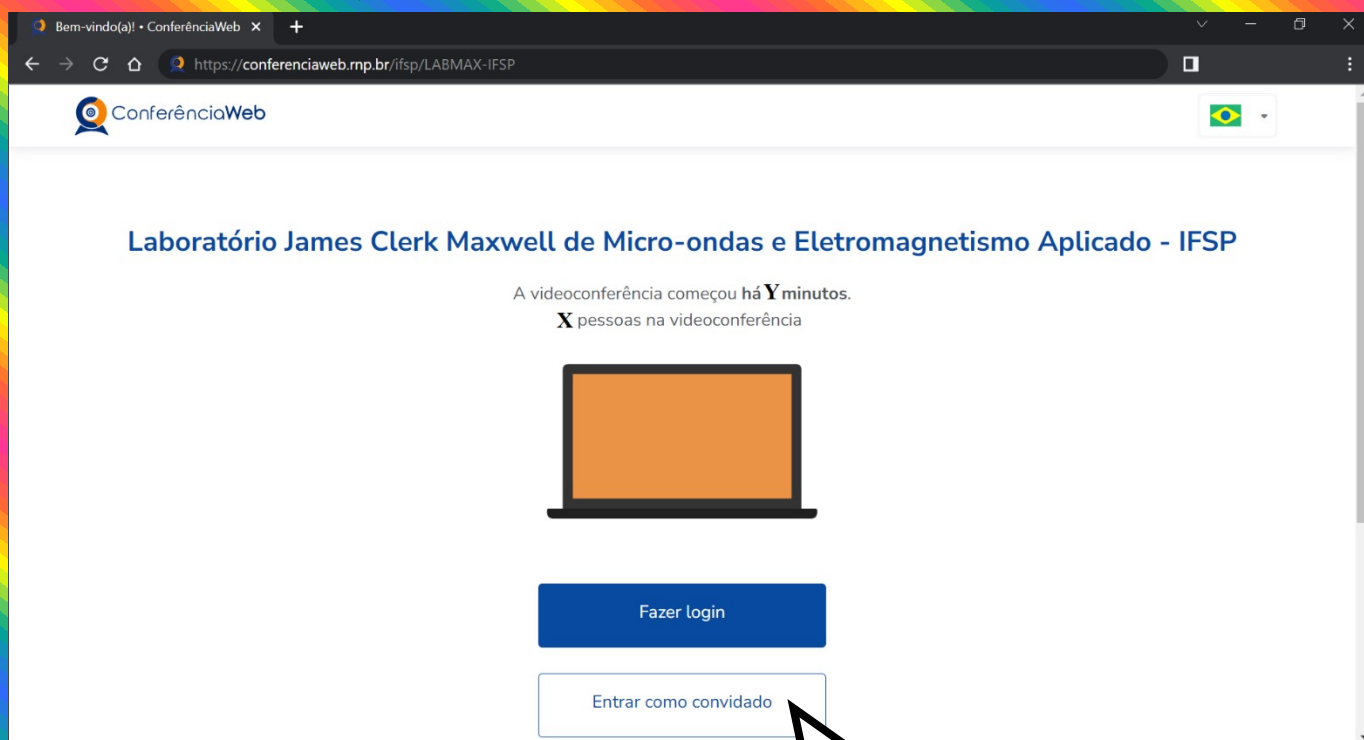 Bem-vindo(a)! • ConferênciaWeb
https://conferenciaweb.rnp.br/ifsp/LABMAX-IFSP
ConferênciaWeb
Laboratório James Clerk Maxwell de Micro-ondas e Eletromagnetismo Aplicado - IFSP
A videoconferência começou há Y minutos.
X pessoas na videoconferência
Fazer login
Entrar como convidado